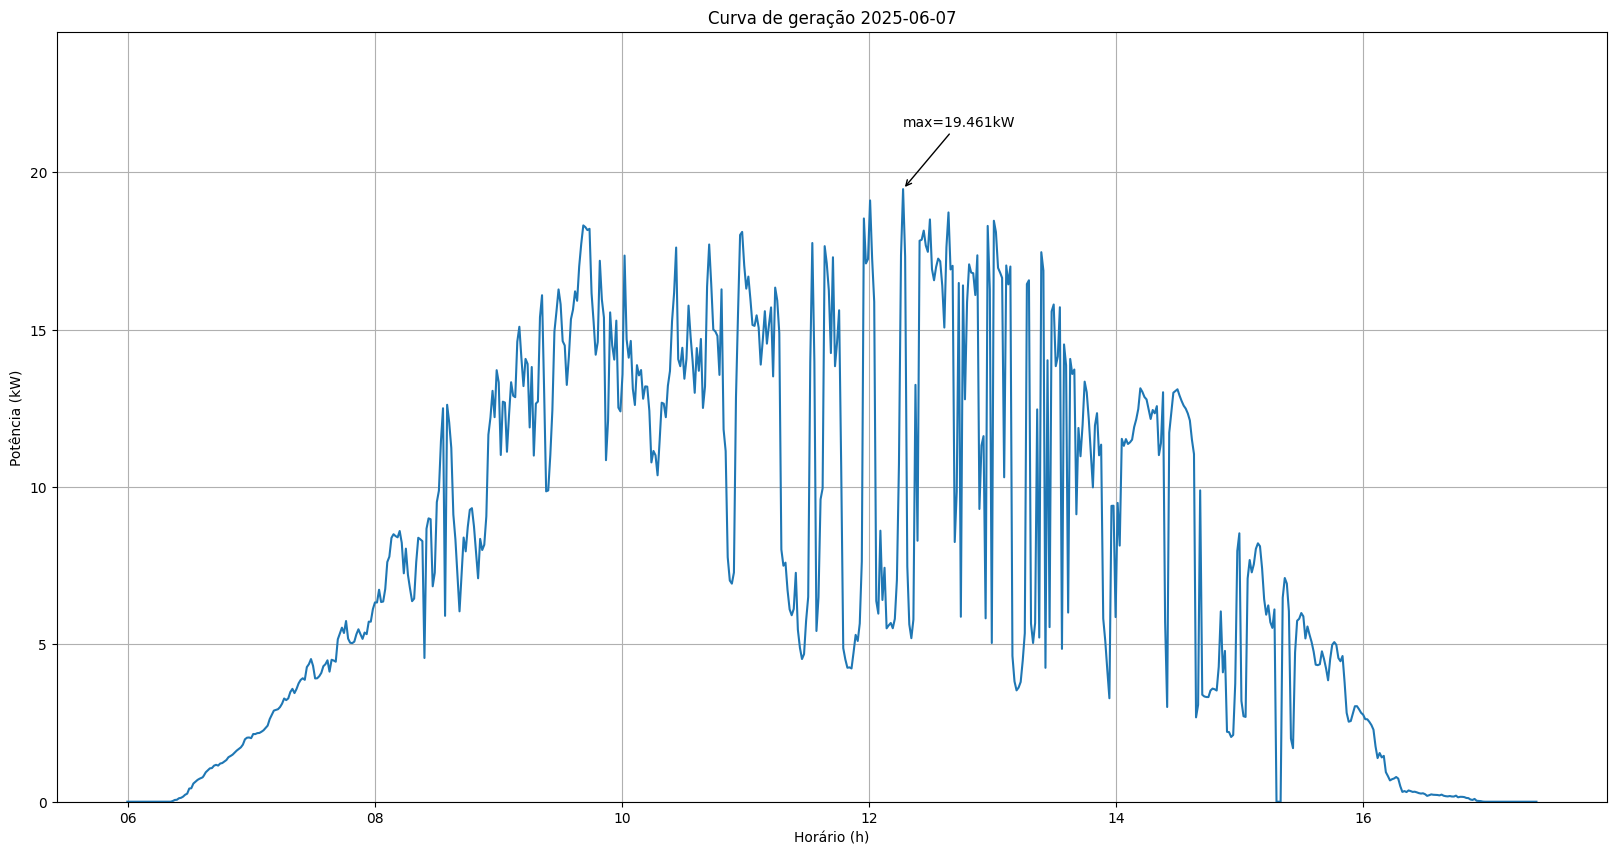 Curva de geração 2025-06-07
max=19.461kW
20
15
10
5
0
Potência (kW)
06 08 10 12 14 16
Horário (h)